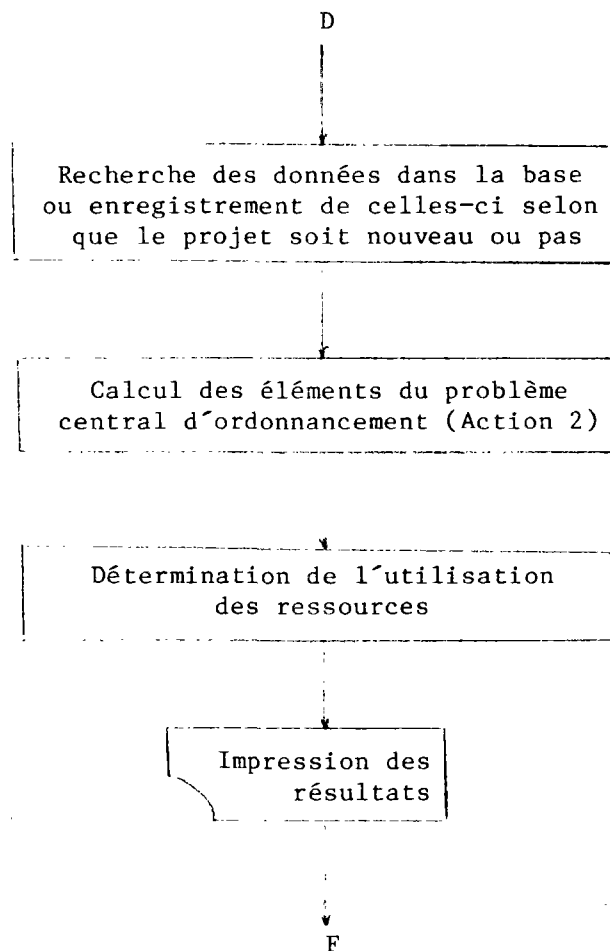 D
Recherche des données dans la base
ou enregistrement de celles-ci selon
que le projet soit nouveau ou pas
Calcul des éléments du problème
central d'ordonnancement (Action 2)
Détermination de l'utilisation
des ressources
Impression des
résultats
F